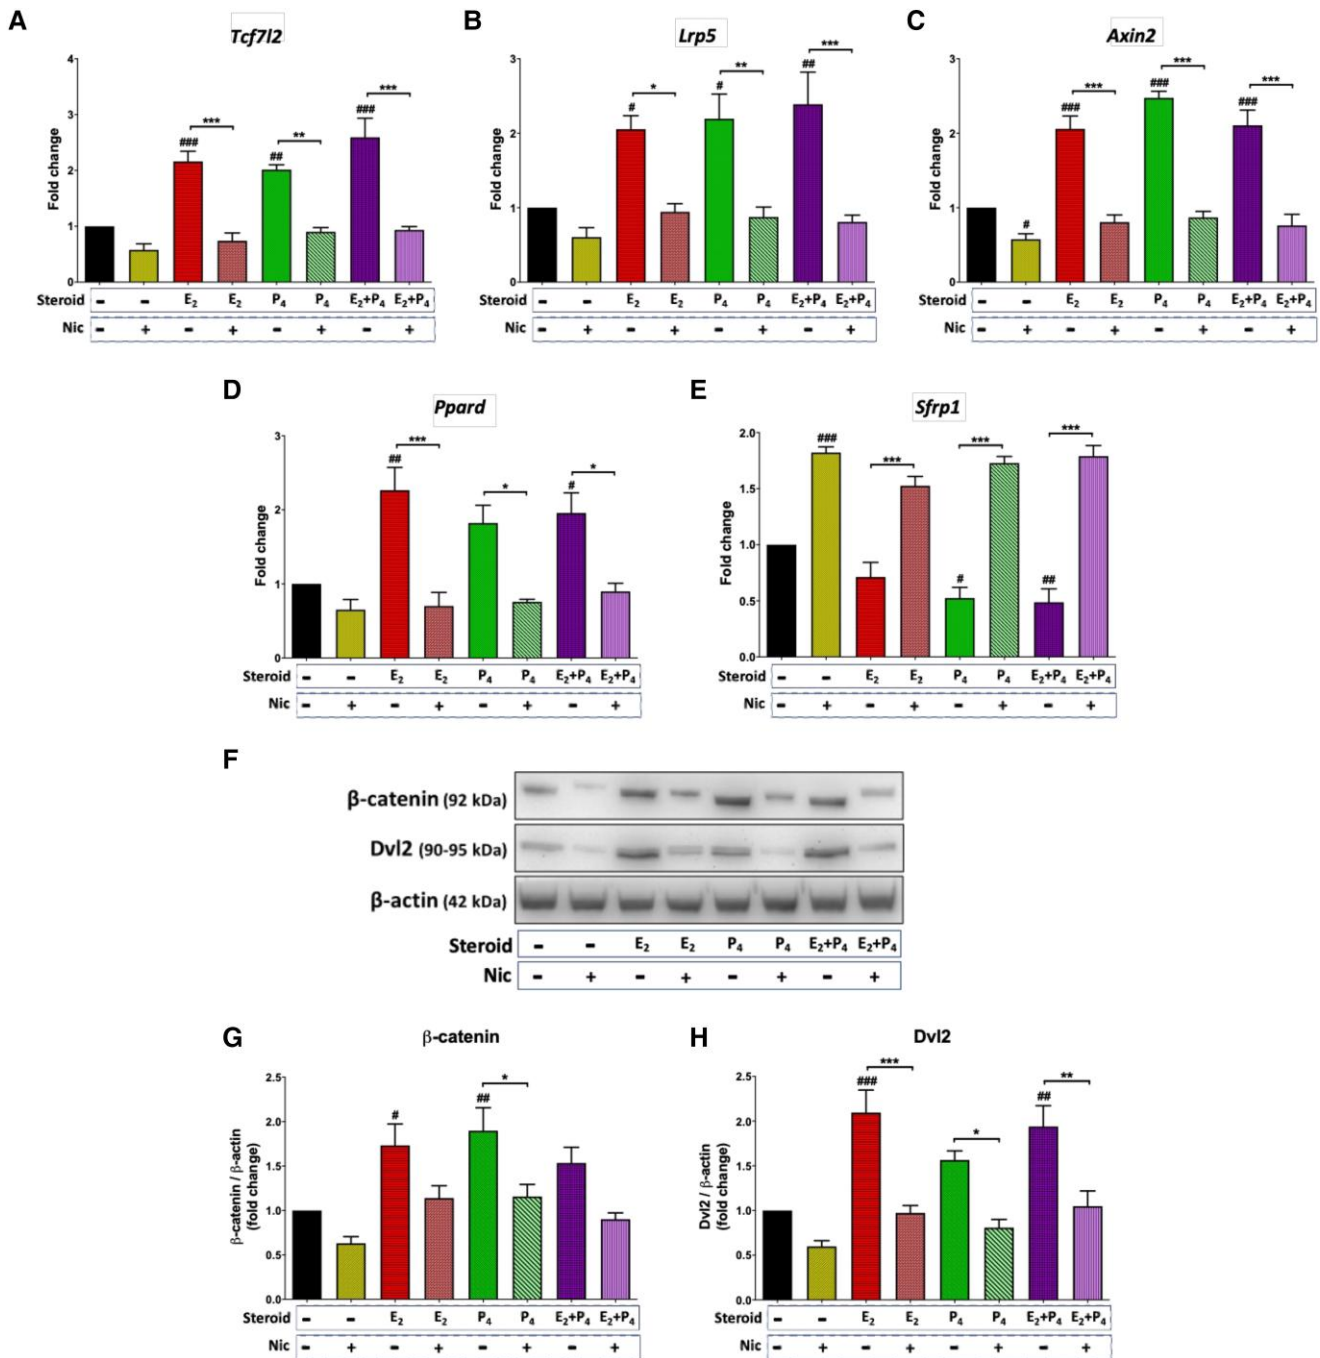 A
Tcf7l2
Fold change
4
3
2
1
0
###
***
##
**
###
***
Steroid - - E₂ E₂ P₄ P₄ E₂+P₄ E₂+P₄
Nic - + - + - + - +
B
Lrp5
Fold change
3
2
1
0
#
*
#
**
##
***
Steroid - - E₂ E₂ P₄ P₄ E₂+P₄ E₂+P₄
Nic - + - + - + - +
C
Axin2
Fold change
3
2
1
0
#
###
***
###
***
###
***
Steroid - - E₂ E₂ P₄ P₄ E₂+P₄ E₂+P₄
Nic - + - + - + - +
D
Ppard
Fold change
3
2
1
0
##
***
*
#
*
Steroid - - E₂ E₂ P₄ P₄ E₂+P₄ E₂+P₄
Nic - + - + - + - +
E
Sfrp1
Fold change
2.0
1.5
1.0
0.5
0.0
###
***
#
***
##
***
Steroid - - E₂ E₂ P₄ P₄ E₂+P₄ E₂+P₄
Nic - + - + - + - +
F
β-catenin (92 kDa)
Dvl2 (90-95 kDa)
β-actin (42 kDa)
Steroid - - E₂ E₂ P₄ P₄ E₂+P₄ E₂+P₄
Nic - + - + - + - +
G
β-catenin
β-catenin / β-actin
(fold change)
2.5
2.0
1.5
1.0
0.5
0.0
#
##
*
Steroid - - E₂ E₂ P₄ P₄ E₂+P₄ E₂+P₄
Nic - + - + - + - +
H
Dvl2
Dvl2 / β-actin
(fold change)
2.5
2.0
1.5
1.0
0.5
0.0
###
***
*
##
**
Steroid - - E₂ E₂ P₄ P₄ E₂+P₄ E₂+P₄
Nic - + - + - + - +